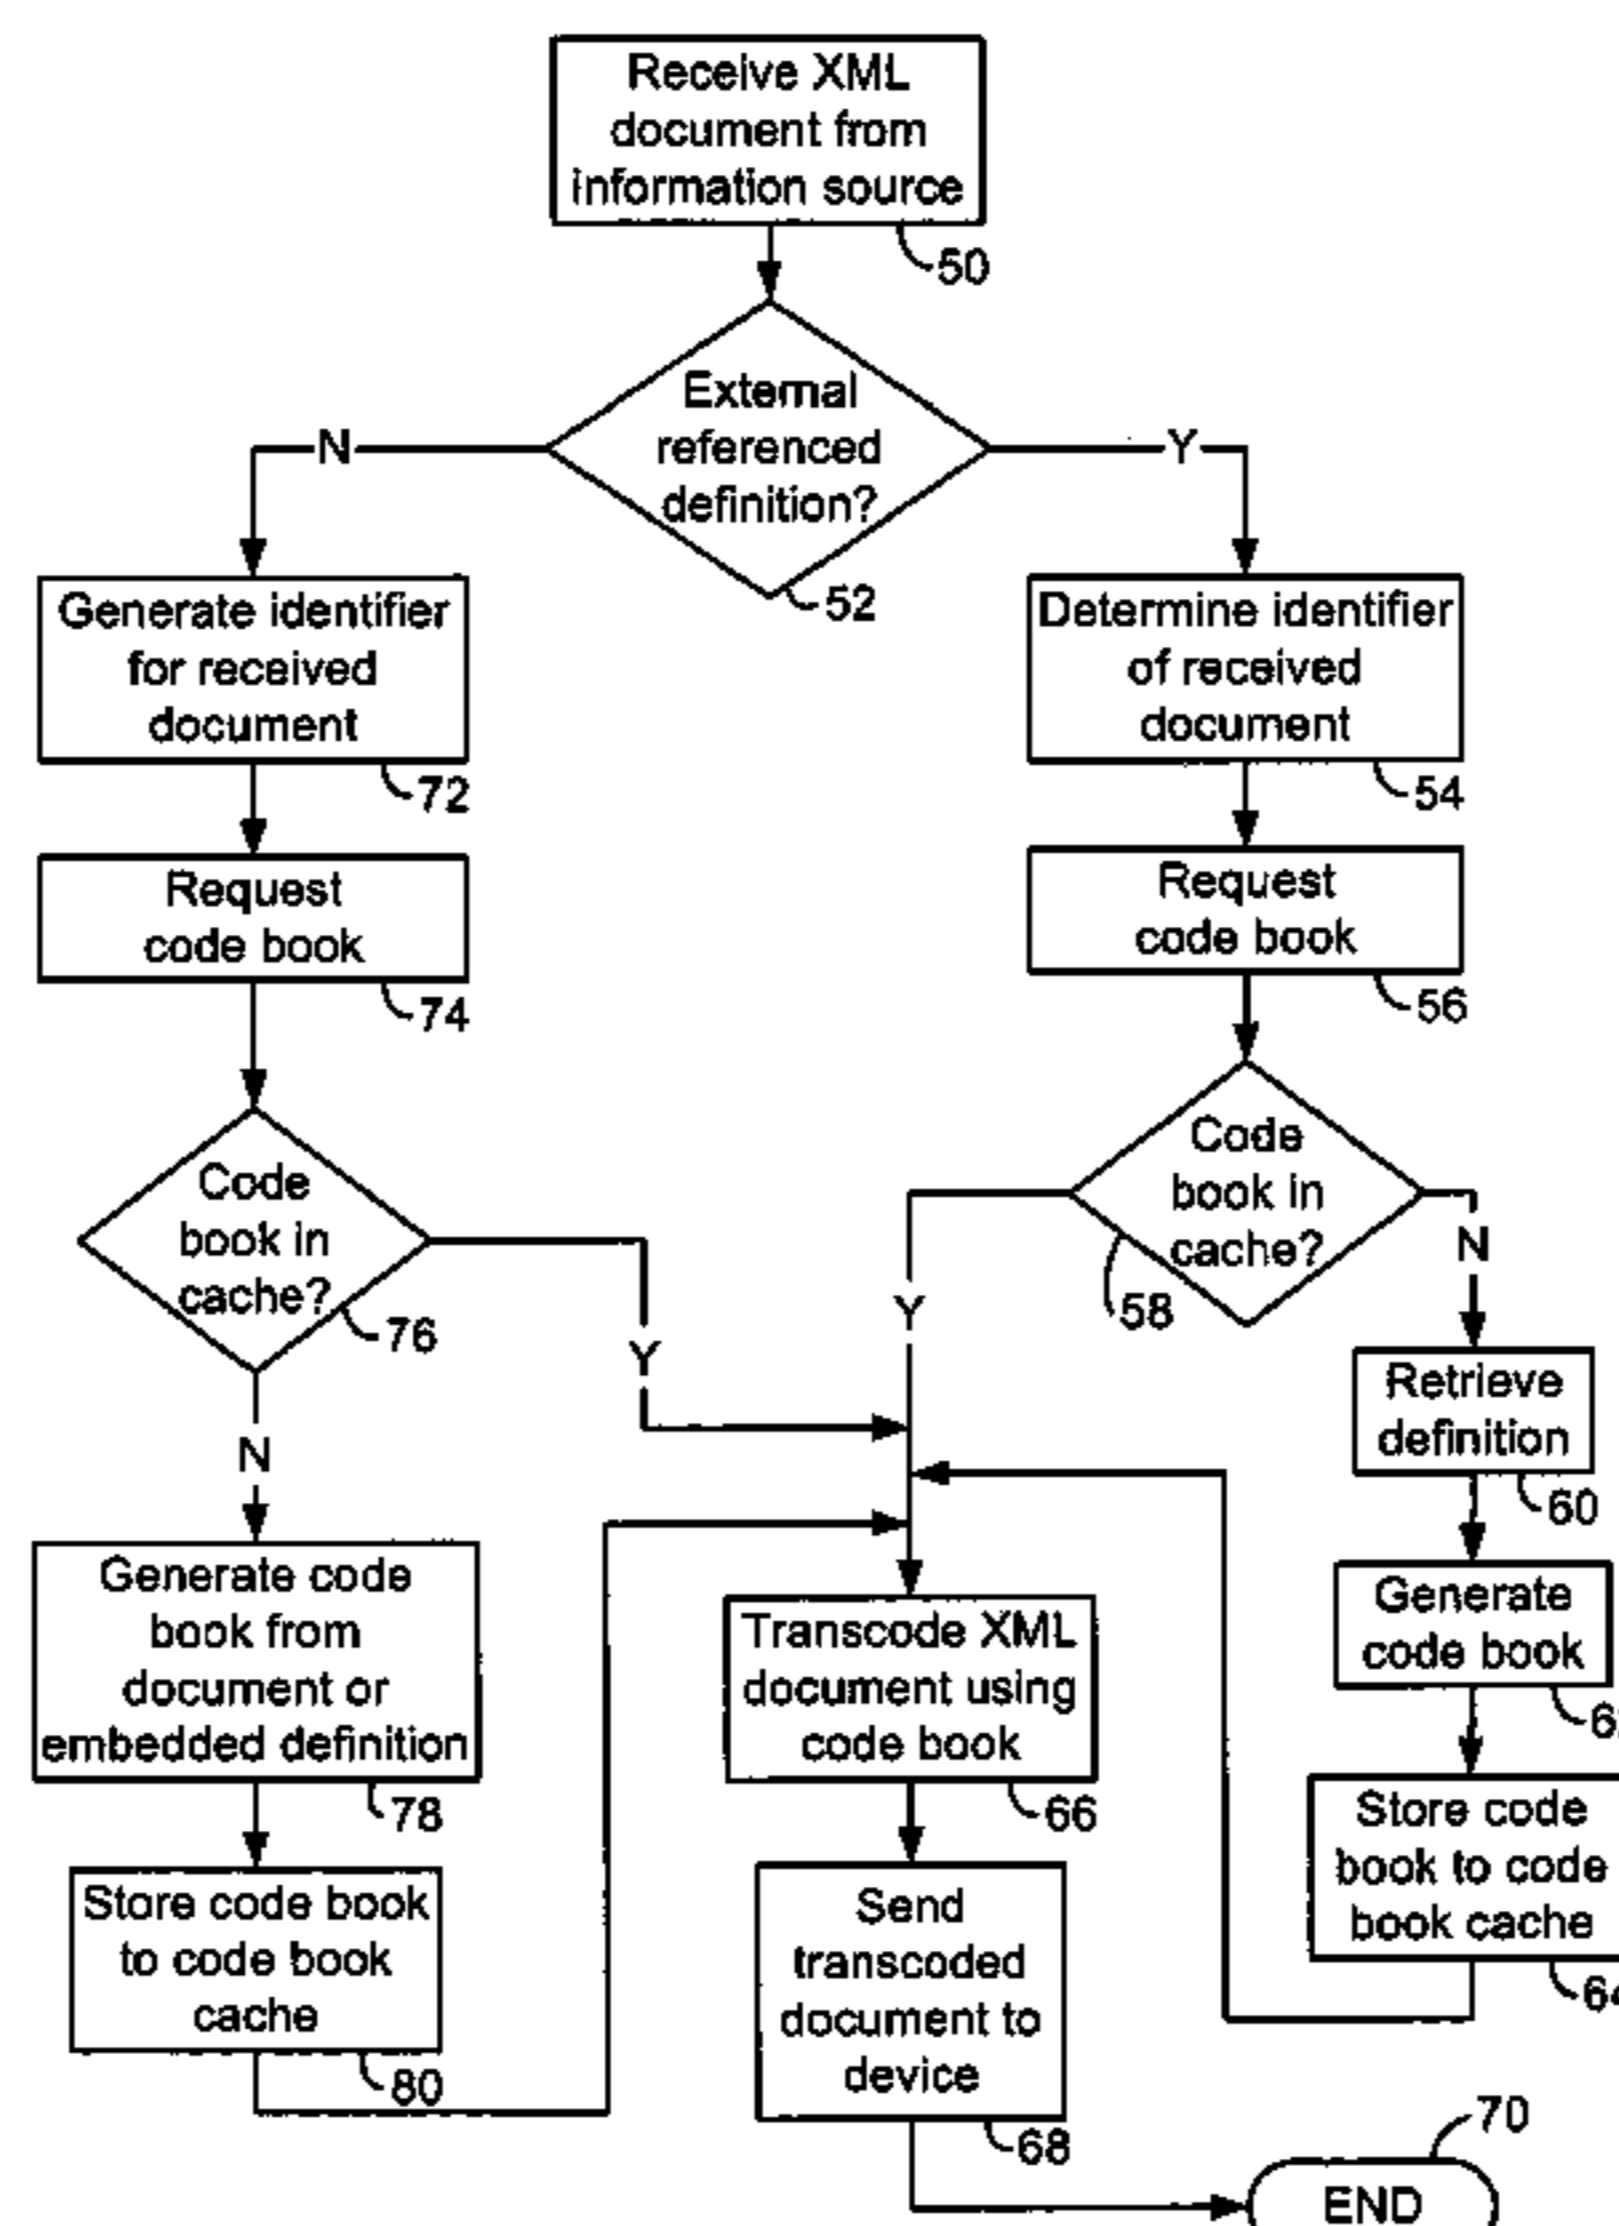 Receive XML
document from
information source
50
External
referenced
definition?
52
N
Y
Generate identifier
for received
document
72
Determine identifier
of received
document
54
Request
code book
74
Request
code book
56
Code
book in
cache?
76
Code
book in
cache?
58
Y
N
Y
N
Retrieve
definition
60
Generate code
book from
document or
embedded definition
78
Transcode XML
document using
code book
66
Generate
code book
Store code book
to code book
cache
80
Send
transcoded
document to
device
68
Store code
book to code
book cache
70
END